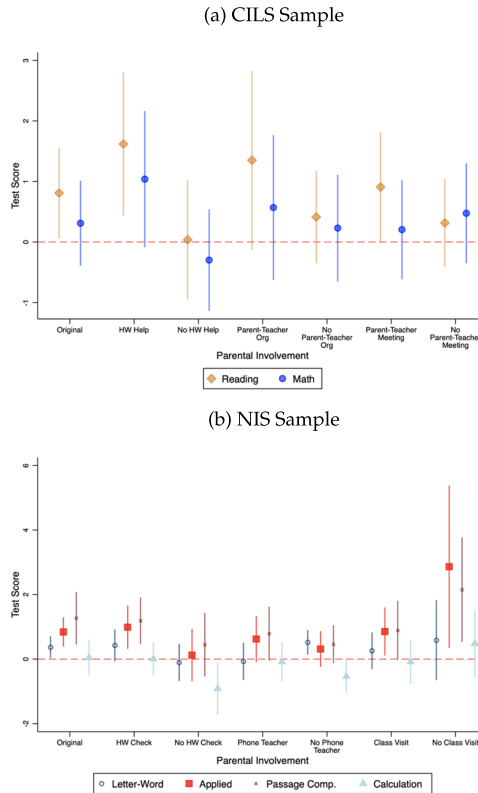 (a) CILS Sample
3
2
1
0
-1
Test Score
Original
HW Help
No HW Help
Parent-Teacher
Org
No
Parent-Teacher
Org
Parent-Teacher
Meeting
No
Parent-Teacher
Meeting
Parental Involvement
Reading Math
(b) NIS Sample
6
4
2
0
-2
Test Score
Original
HW Check
No HW Check
Phone Teacher
No Phone
Teacher
Class Visit
No Class Visit
Parental Involvement
Letter-Word Applied Passage Comp. Calculation